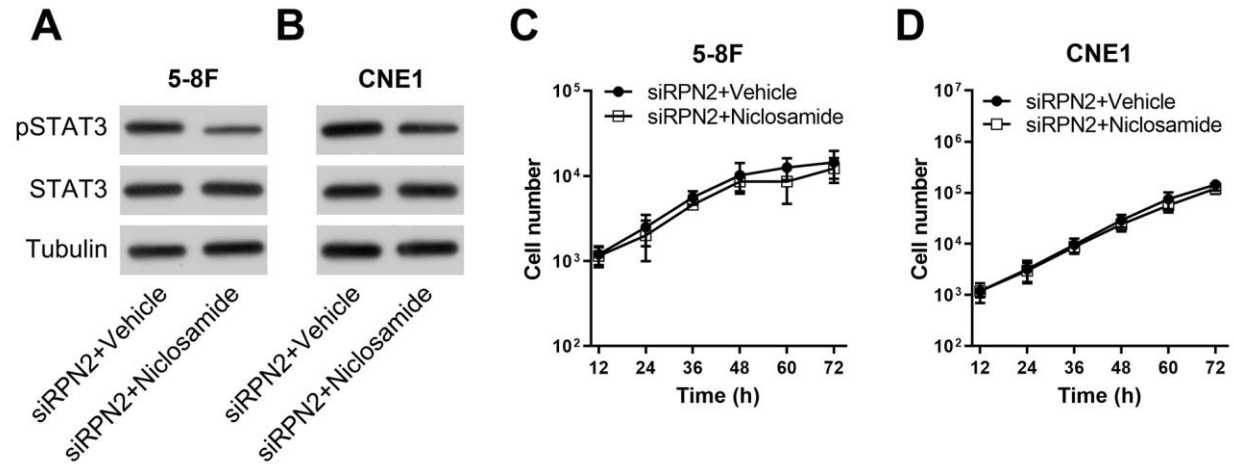 A
5-8F
pSTAT3
STAT3
Tubulin
siRPN2+Vehicle
siRPN2+Niclosamide
B
CNE1
siRPN2+Vehicle
siRPN2+Niclosamide
C
5-8F
siRPN2+Vehicle
siRPN2+Niclosamide
Cell number
10⁵
10⁴
10³
10²
12 24 36 48 60 72
Time (h)
D
CNE1
siRPN2+Vehicle
siRPN2+Niclosamide
Cell number
10⁷
10⁶
10⁵
10⁴
10³
10²
12 24 36 48 60 72
Time (h)